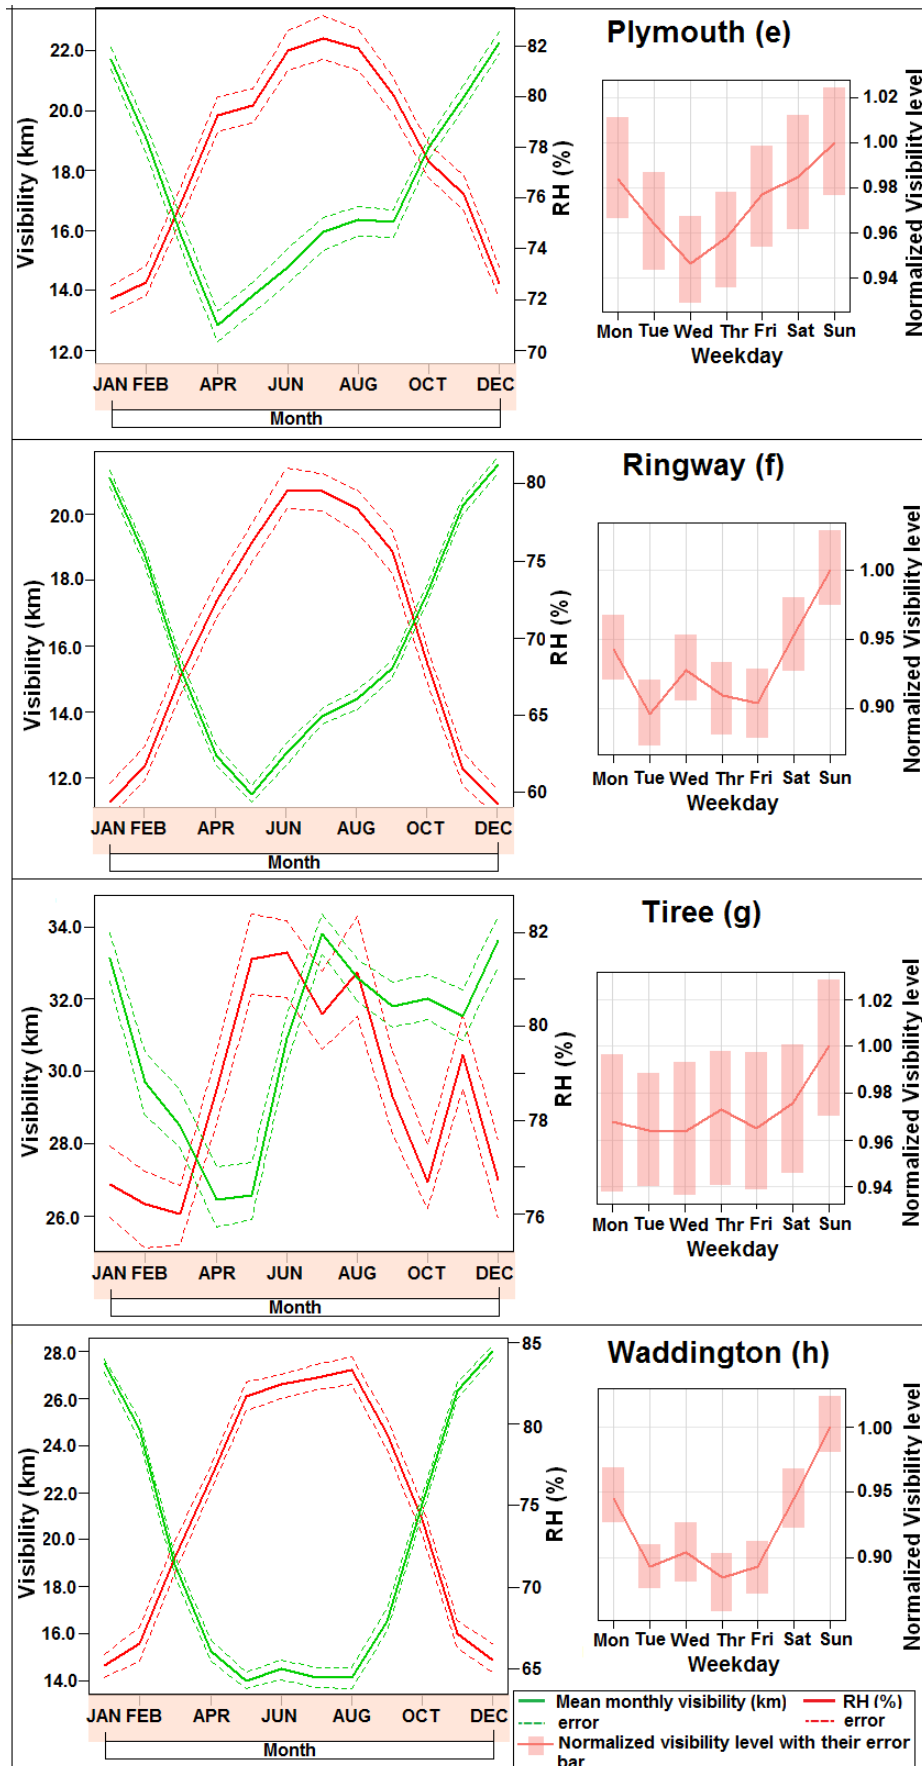 Plymouth (e)
Visibility (km)
22.0
20.0
18.0
16.0
14.0
12.0
82
80
78
76
74
72
70
RH (%)
JAN FEB APR JUN AUG OCT DEC
Month
1.02
1.00
0.98
0.96
0.94
Normalized Visibility level
Mon Tue Wed Thr Fri Sat Sun
Weekday
Ringway (f)
Visibility (km)
20.0
18.0
16.0
14.0
12.0
80
75
70
65
60
RH (%)
JAN FEB APR JUN AUG OCT DEC
Month
1.00
0.95
0.90
Normalized Visibility level
Mon Tue Wed Thr Fri Sat Sun
Weekday
Tiree (g)
Visibility (km)
34.0
32.0
30.0
28.0
26.0
82
80
78
76
RH (%)
JAN FEB APR JUN AUG OCT DEC
Month
1.02
1.00
0.98
0.96
0.94
Normalized Visibility level
Mon Tue Wed Thr Fri Sat Sun
Weekday
Waddington (h)
Visibility (km)
28.0
26.0
24.0
22.0
20.0
18.0
16.0
14.0
85
80
75
70
65
RH (%)
JAN FEB APR JUN AUG OCT DEC
Month
1.00
0.95
0.90
Normalized Visibility level
Mon Tue Wed Thr Fri Sat Sun
Weekday
Mean monthly visibility (km) RH (%)
error error
Normalized visibility level with their error
bar